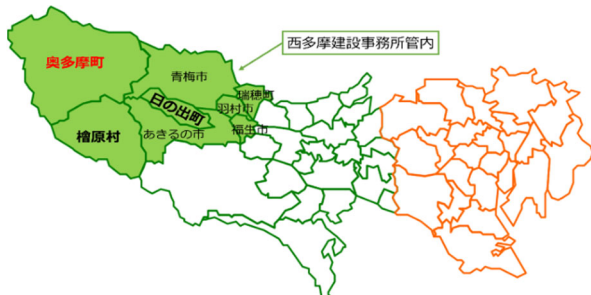 西多摩建設事務所管内
奥多摩町
青梅市
瑞穂町
日の出町
羽村市
檜原村
あきるの市
福生市